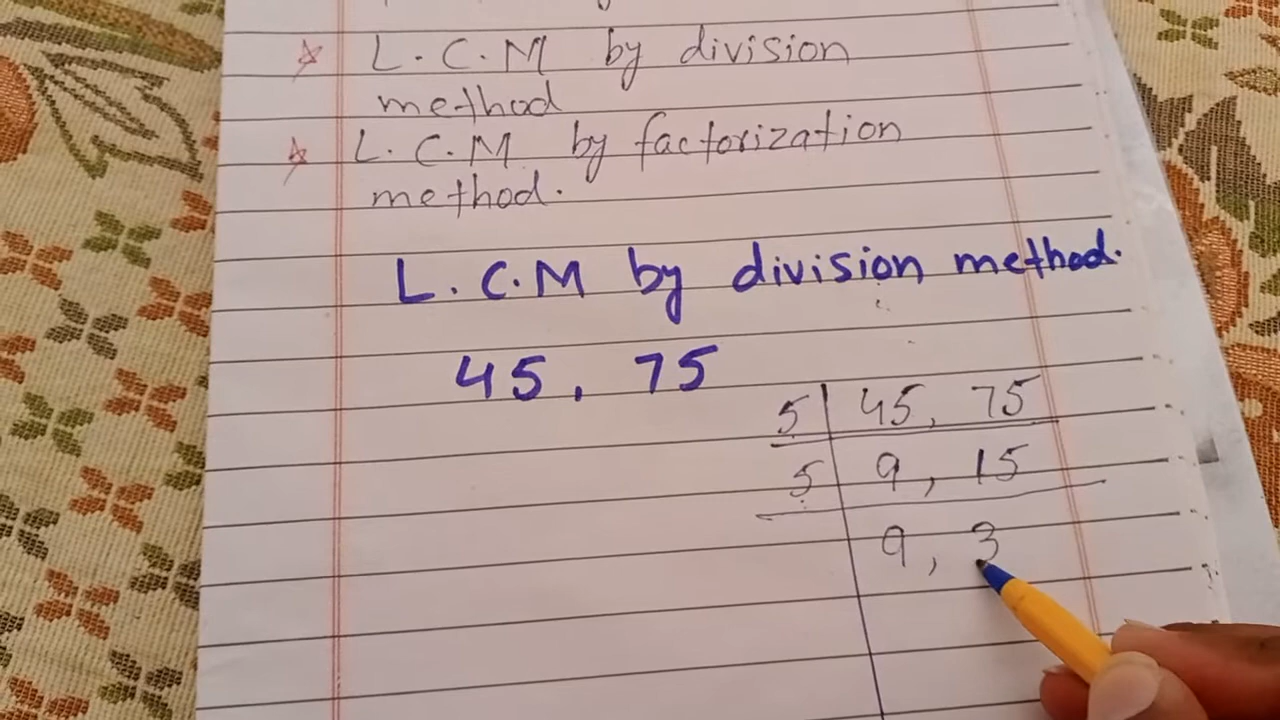 L.C.M by division
method
L.C.M by factorization
method.
L.C.M by division method.
45, 75
5 45, 75
5 9, 15
9, 3